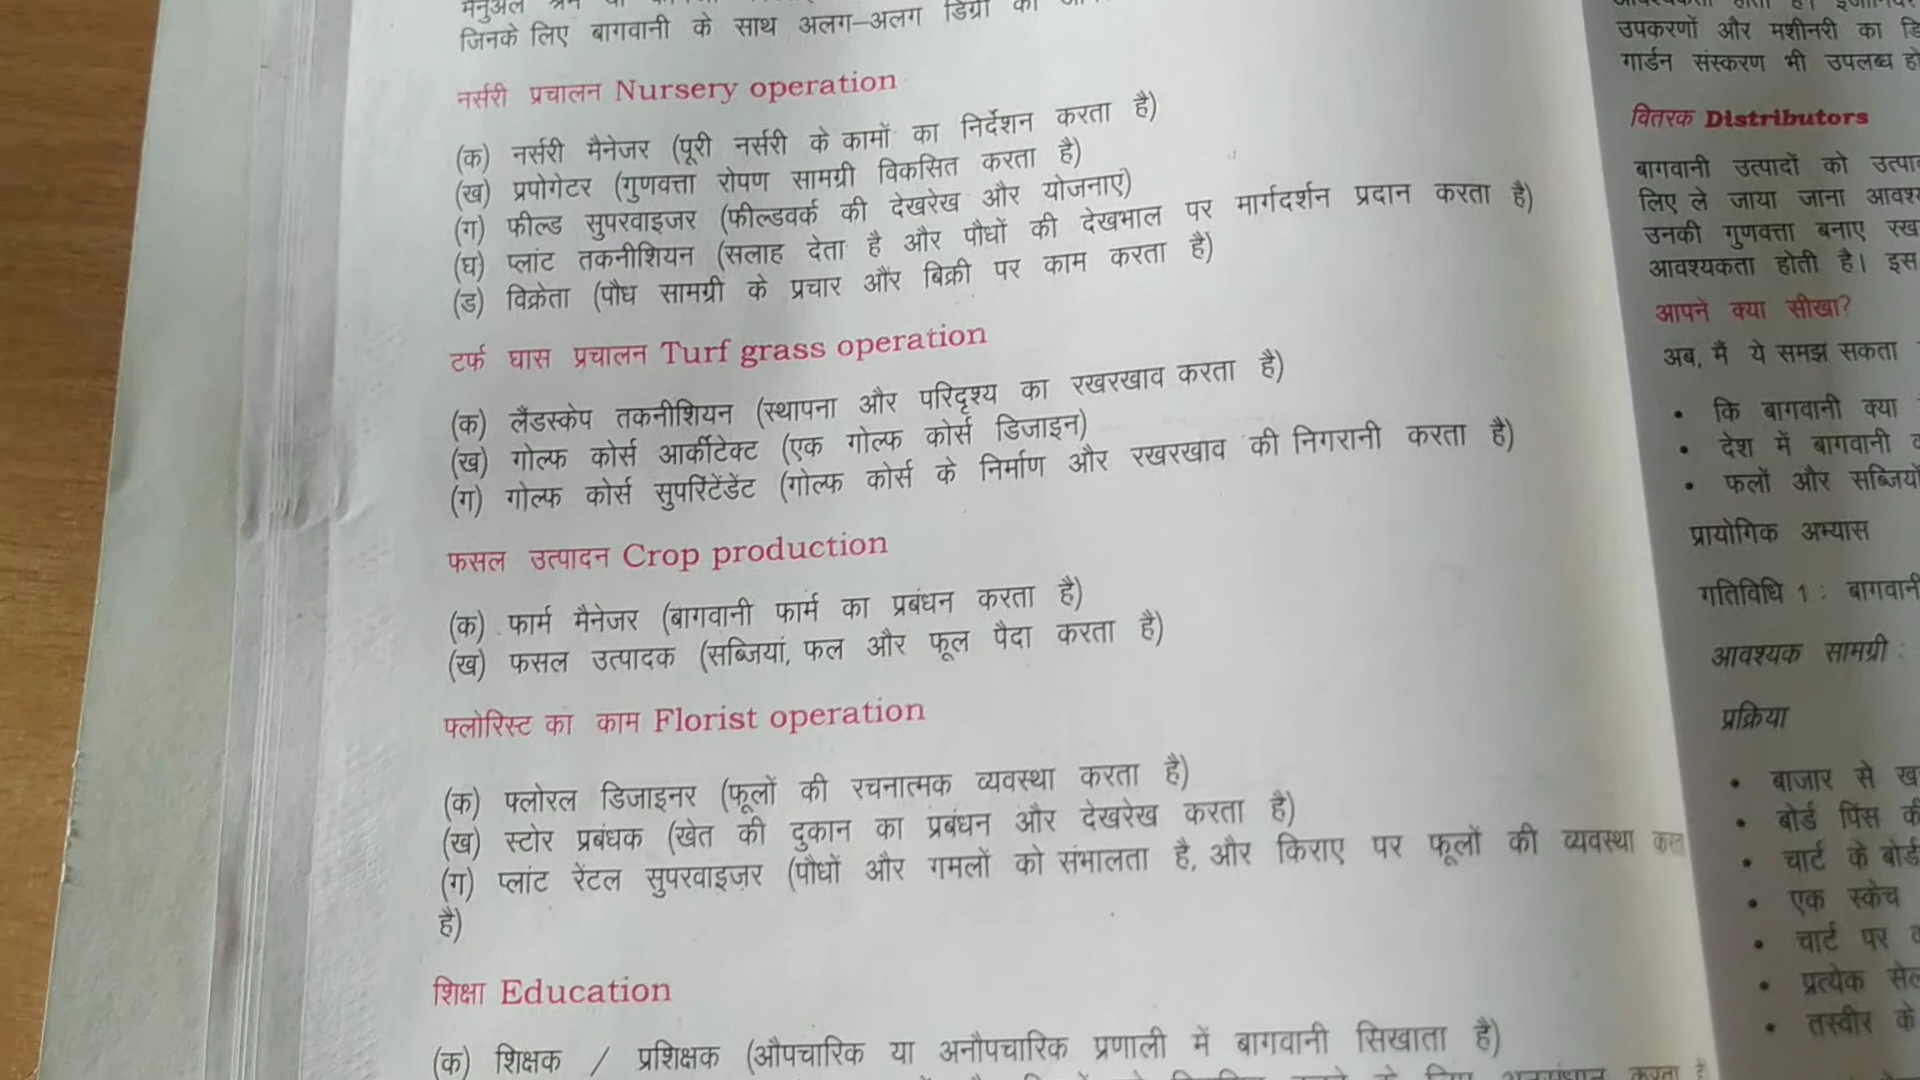 जिनके लिए बागवानी के साथ अलग–अलग डिग्री
नर्सरी प्रचालन Nursery operation
(क) नर्सरी मैनेजर (पूरी नर्सरी के कामों का निर्देशन करता है)
(ख) प्रपोगेटर (गुणवत्ता रोपण सामग्री विकसित करता है)
(ग) फील्ड सुपरवाइजर (फील्डवर्क की देखरेख और योजनाएं)
(घ) प्लांट तकनीशियन (सलाह देता है और पौधों की देखभाल पर मार्गदर्शन प्रदान करता है)
(ड) विक्रेता (पौध सामग्री के प्रचार और बिक्री पर काम करता है)
टर्फ घास प्रचालन Turf grass operation
(क) लैंडस्केप तकनीशियन (स्थापना और परिदृश्य का रखरखाव करता है)
(ख) गोल्फ कोर्स आर्कीटेक्ट (एक गोल्फ कोर्स डिजाइन)
(ग) गोल्फ कोर्स सुपरिंटेंडेंट (गोल्फ कोर्स के निर्माण और रखरखाव की निगरानी करता है)
फसल उत्पादन Crop production
(क) फार्म मैनेजर (बागवानी फार्म का प्रबंधन करता है)
(ख) फसल उत्पादक (सब्जियां, फल और फूल पैदा करता है)
फ्लोरिस्ट का काम Florist operation
(क) फ्लोरल डिजाइनर (फूलों की रचनात्मक व्यवस्था करता है)
(ख) स्टोर प्रबंधक (खेत की दुकान का प्रबंधन और देखरेख करता है)
(ग) प्लांट रेंटल सुपरवाइज़र (पौधों और गमलों को संभालता है, और किराए पर फूलों की व्यवस्था
है)
शिक्षा Education
(क) शिक्षक / प्रशिक्षक (औपचारिक या अनौपचारिक प्रणाली में बागवानी सिखाता है)
उपकरणों और मशीनरी का
गार्डन संस्करण भी उपलब्ध
वितरक Distributors
बागवानी उत्पादों को
लिए ले जाया जाना
उनकी गुणवत्ता बनाए
आवश्यकता होती है। इस
आपने क्या सीखा?
अब, मैं ये समझ सकता
• कि बागवानी क्या
• देश में बागवानी
• फलों और
प्रायोगिक अभ्यास
गतिविधि 1 : बागवानी
आवश्यक सामग्री :
प्रक्रिया
• बाजार से
• बोर्ड पिंस की
• चार्ट के बोर्ड
• एक स्केच
• चार्ट पर
• प्रत्येक
• तस्वीर के